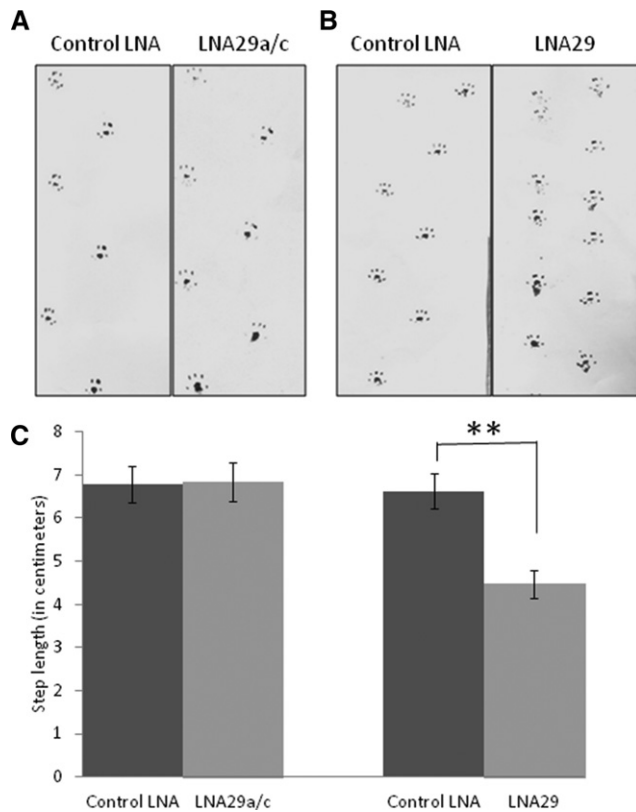 A
B
Control LNA
LNA29a/c
Control LNA
LNA29
C
Step length (in centimeters)
8
7
6
5
4
3
2
1
0
**
Control LNA
LNA29a/c
Control LNA
LNA29